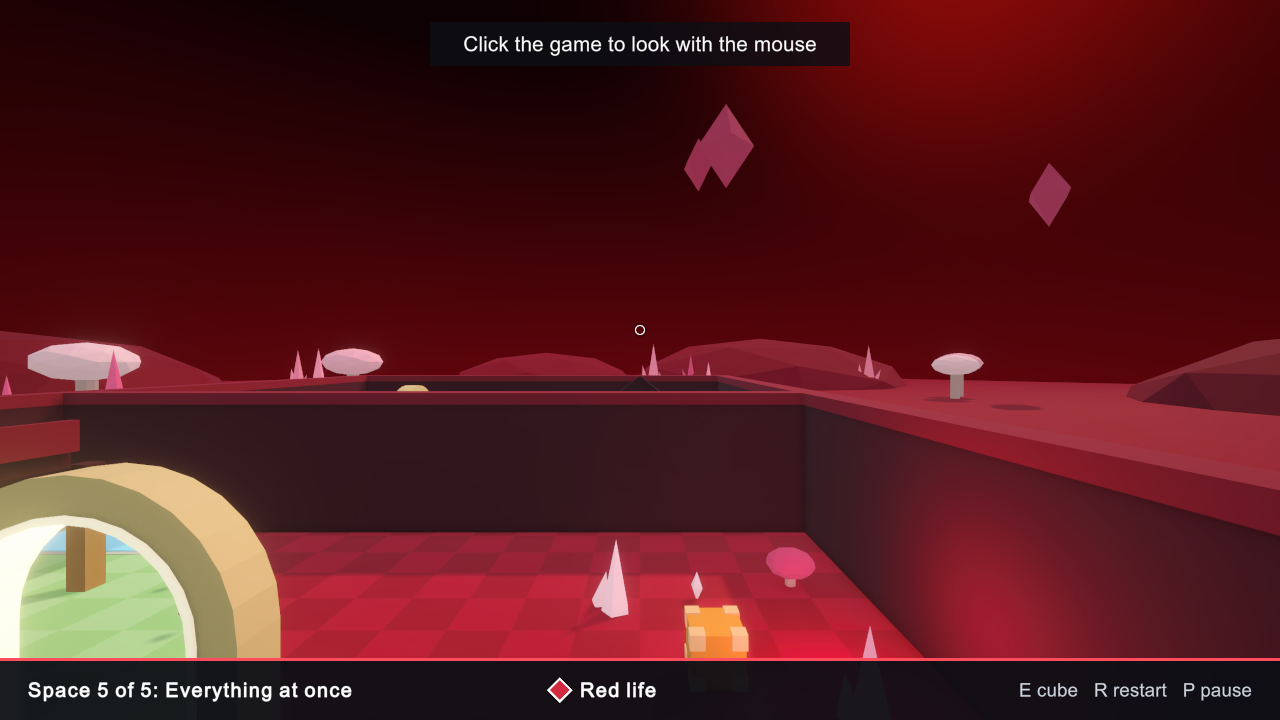 Click the game to look with the mouse
Space 5 of 5: Everything at once
Red life
E cube R restart P pause